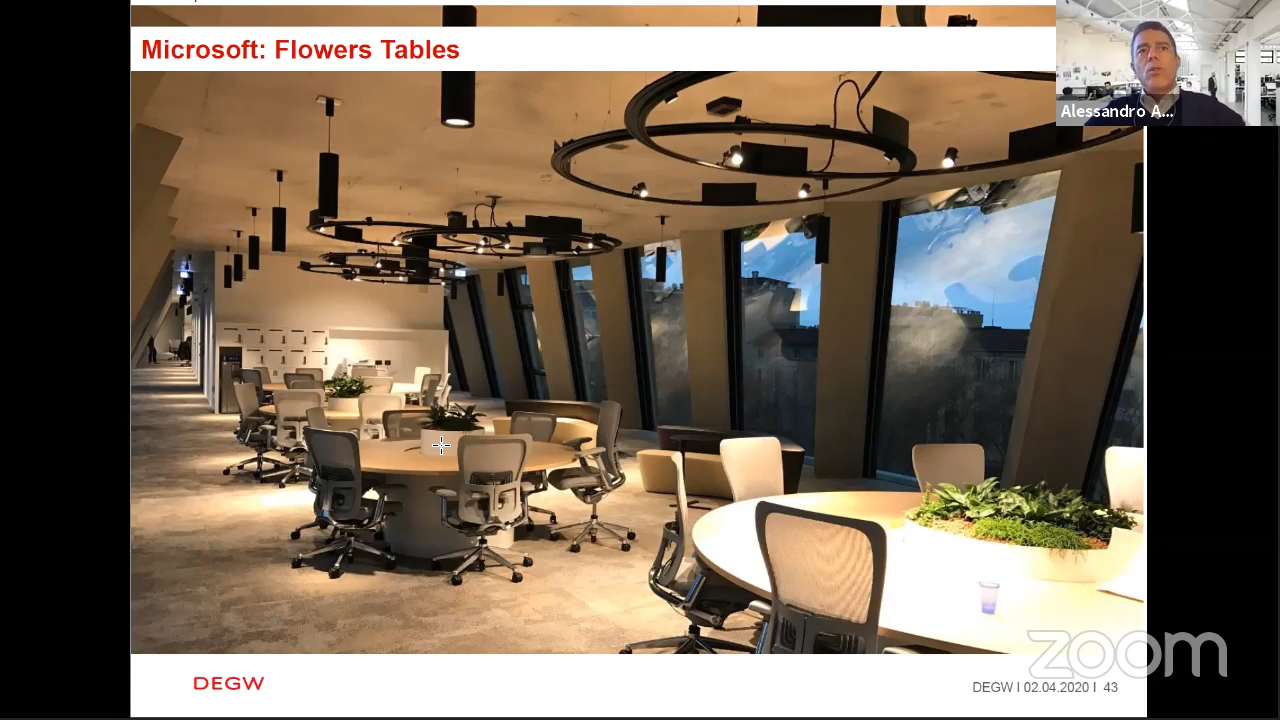 Microsoft: Flowers Tables
Alessandro A...
DEGW
DEGW I 02.04.2020 I 43
zoom